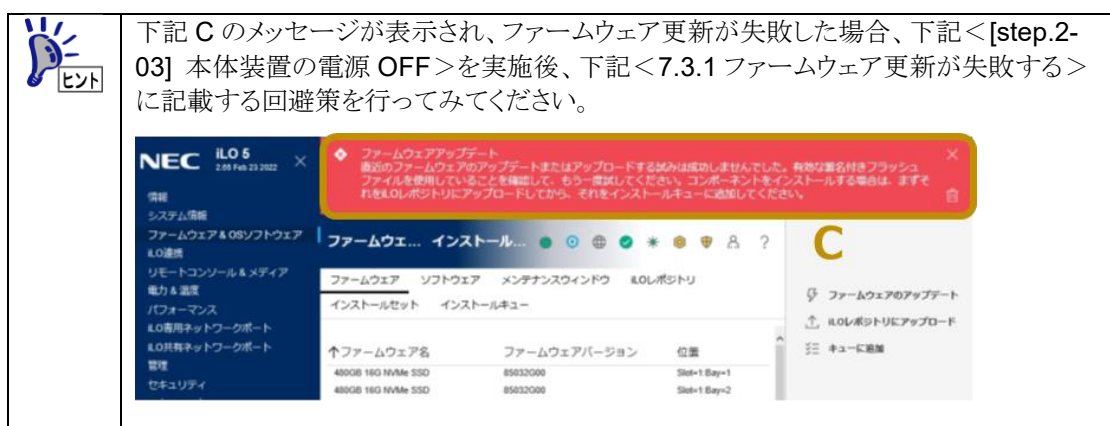 ヒント
下記 C のメッセージが表示され、ファームウェア更新が失敗した場合、下記＜[step.2-
03] 本体装置の電源 OFF＞を実施後、下記＜7.3.1 ファームウェア更新が失敗する＞
に記載する回避策を行ってみてください。
NEC iLO 5
2.65 Feb 23 2022
ファームウェアアップデート
直近のファームウェアのアップデートまたはアップロードする試みは成功しませんでした。有効な署名付きフラッシュ
ファイルを使用していることを確認して、もう一度試してください。コンポーネントをインストールする場合は、まずそ
れをiLOレポジトリにアップロードしてから、それをインストールキューに追加してください。
C
情報
システム情報
ファームウェア & OSソフトウェア
iLO連携
リモートコンソール & メディア
電力 & 温度
パフォーマンス
iLO専用ネットワークポート
iLO共有ネットワークポート
管理
セキュリティ
ファームウェ... インストール... ?
ファームウェア ソフトウェア メンテナンスウィンドウ iLOレポジトリ
インストールセット インストールキュー
↑ファームウェア名 ファームウェアバージョン 位置
480GB 16G NVMe SSD 85032G00 Slot=1:Bay=1
480GB 16G NVMe SSD 85032G00 Slot=1:Bay=2
ファームウェアのアップデート
iLOレポジトリにアップロード
キューに追加